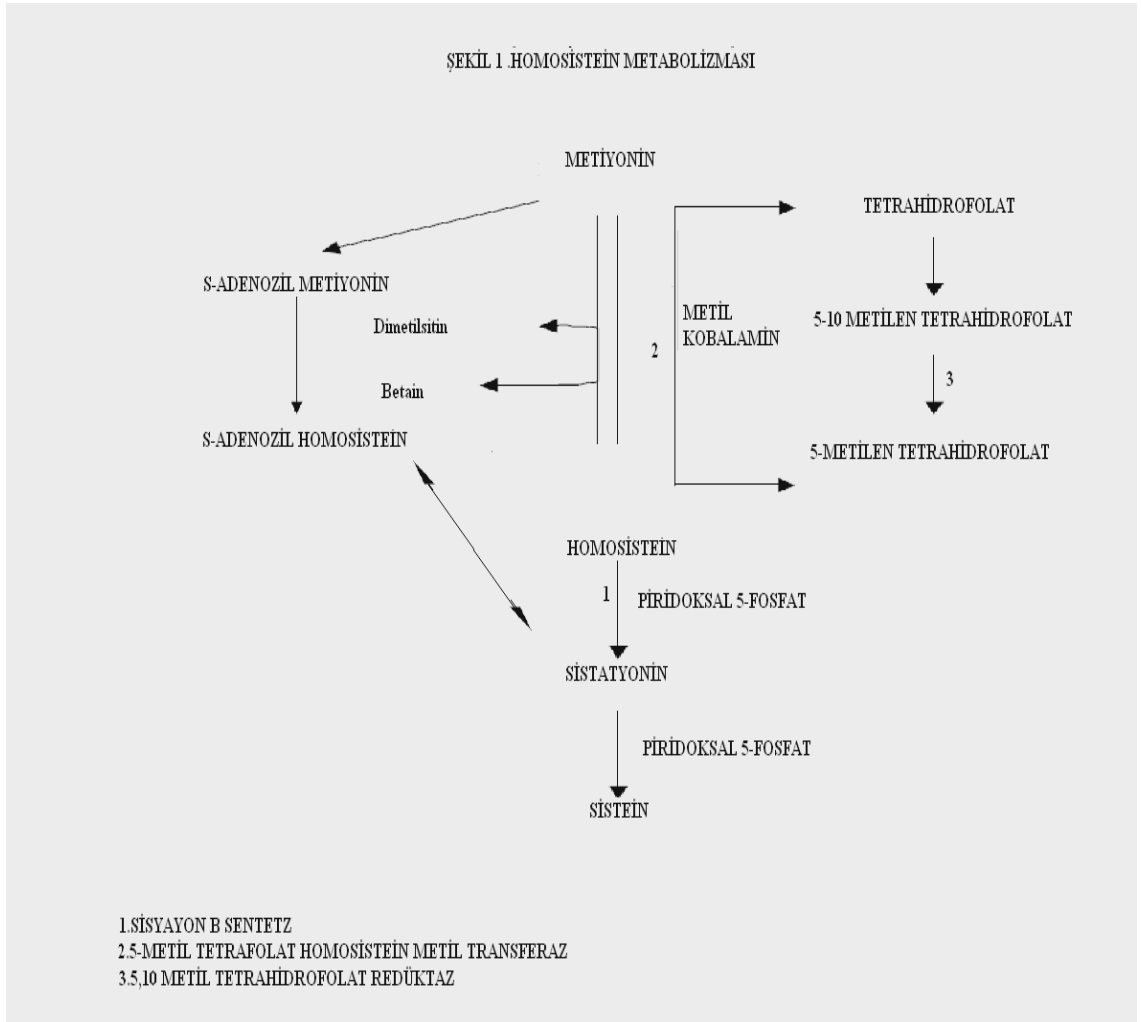 ŞEKİL 1 .HOMOSİSTEİN METABOLİZMASI
METİYONİN
TETRAHİDROFOLAT
S-ADENOZİL METİYONİN
Dimetilsitin
METİL
KOBALAMİN
5-10 METİLEN TETRAHİDROFOLAT
2
3
Betain
S-ADENOZİL HOMOSİSTEİN
5-METİLEN TETRAHİDROFOLAT
HOMOSİSTEİN
1
PİRİDOKSAL 5-FOSFAT
SİSTATYONİN
PİRİDOKSAL 5-FOSFAT
SİSTEİN
1.SİSYAYON B SENTETZ
2.5-METİL TETRAFOLAT HOMOSİSTEİN METİL TRANSFERAZ
3.5,10 METİL TETRAHİDROFOLAT REDÜKTAZ